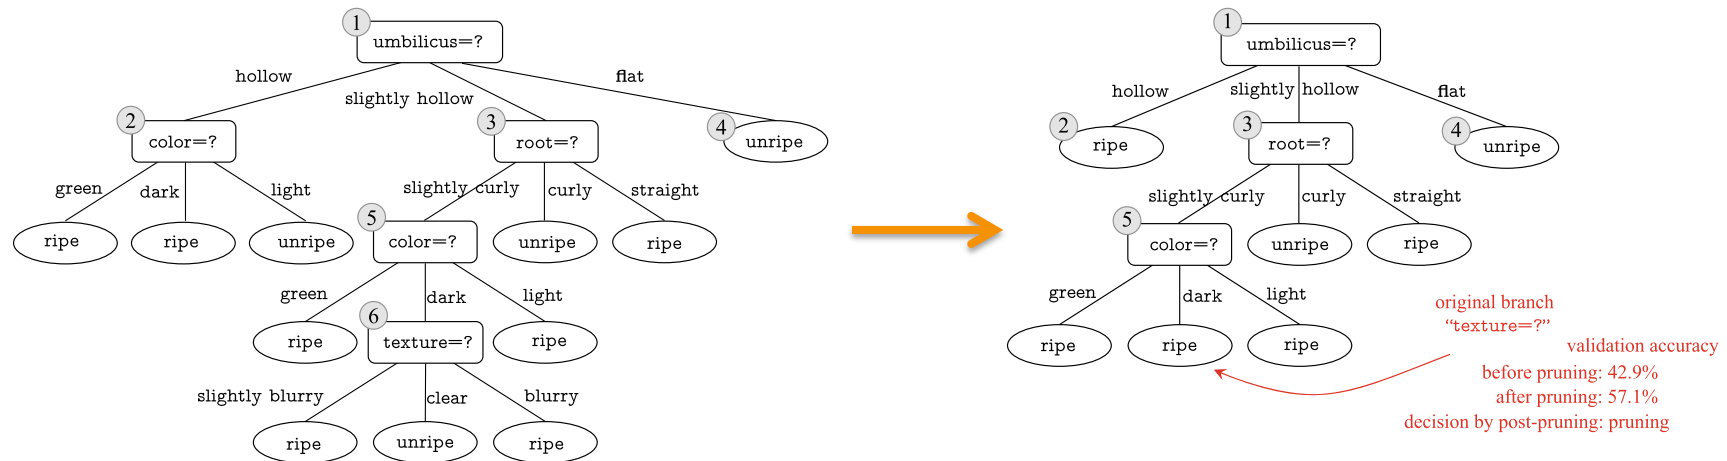 1
umbilicus=?
hollow
slightly hollow
flat
2
color=?
3
root=?
4
unripe
green
dark
light
slightly curly
curly
straight
ripe
ripe
unripe
5
color=?
unripe
ripe
green
dark
light
ripe
6
texture=?
ripe
slightly blurry
clear
blurry
ripe
unripe
ripe
1
umbilicus=?
hollow
slightly hollow
flat
2
ripe
3
root=?
4
unripe
slightly curly
curly
straight
5
color=?
unripe
ripe
green
dark
light
ripe
ripe
ripe
original branch
“texture=?”
validation accuracy
before pruning: 42.9%
after pruning: 57.1%
decision by post-pruning: pruning